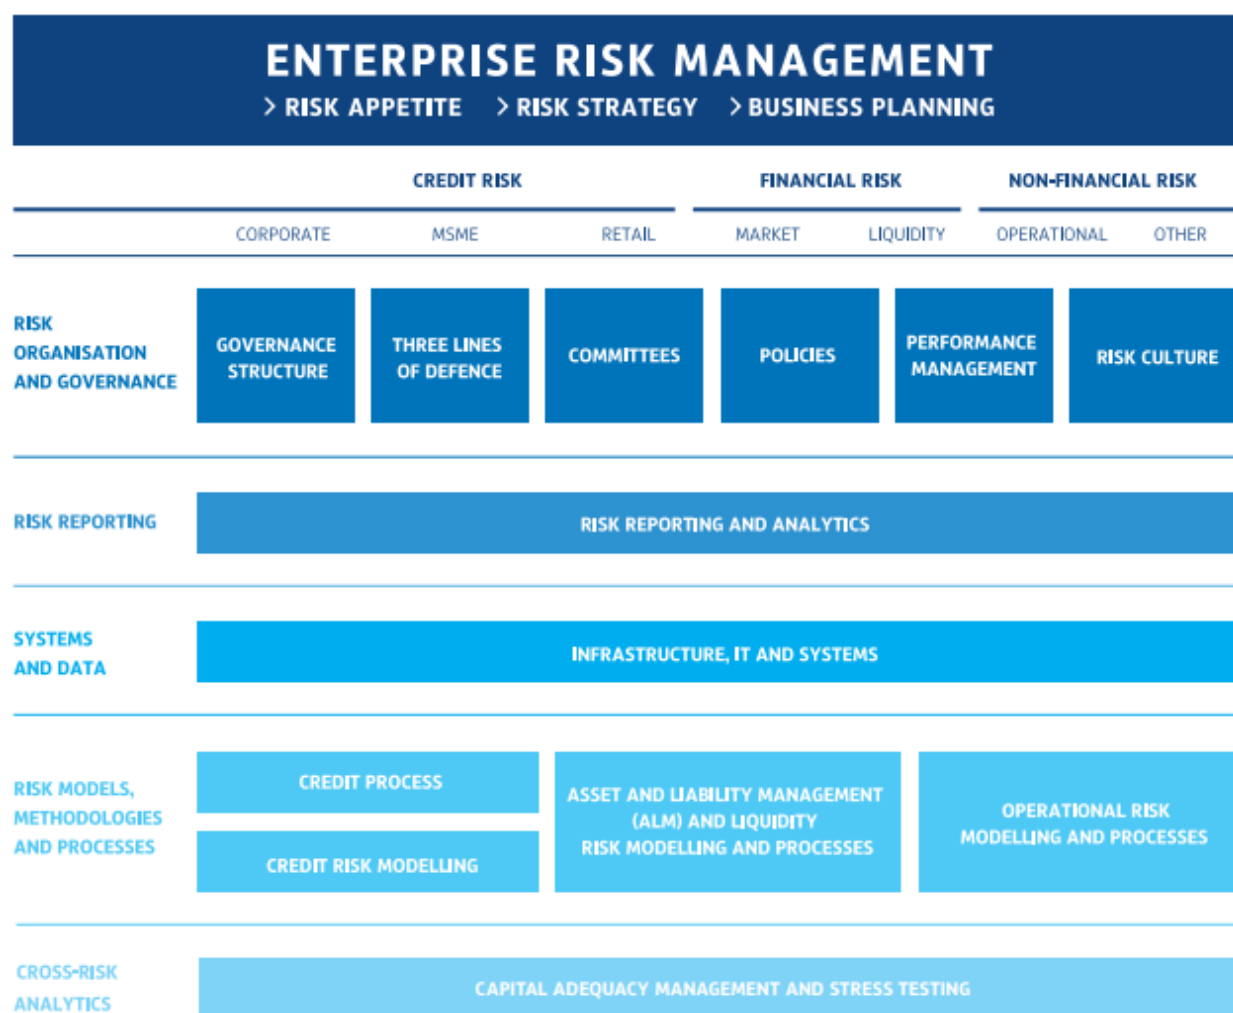 ENTERPRISE RISK MANAGEMENT
> RISK APPETITE > RISK STRATEGY > BUSINESS PLANNING
CREDIT RISK FINANCIAL RISK NON-FINANCIAL RISK
CORPORATE MSME RETAIL MARKET LIQUIDITY OPERATIONAL OTHER
RISK
ORGANISATION
AND GOVERNANCE
GOVERNANCE
STRUCTURE
THREE LINES
OF DEFENCE
COMMITTEES
POLICIES
PERFORMANCE
MANAGEMENT
RISK CULTURE
RISK REPORTING
RISK REPORTING AND ANALYTICS
SYSTEMS
AND DATA
INFRASTRUCTURE, IT AND SYSTEMS
RISK MODELS,
METHODOLOGIES
AND PROCESSES
CREDIT PROCESS
CREDIT RISK MODELLING
ASSET AND LIABILITY MANAGEMENT
(ALM) AND LIQUIDITY
RISK MODELLING AND PROCESSES
OPERATIONAL RISK
MODELLING AND PROCESSES
CROSS-RISK
ANALYTICS
CAPITAL ADEQUACY MANAGEMENT AND STRESS TESTING